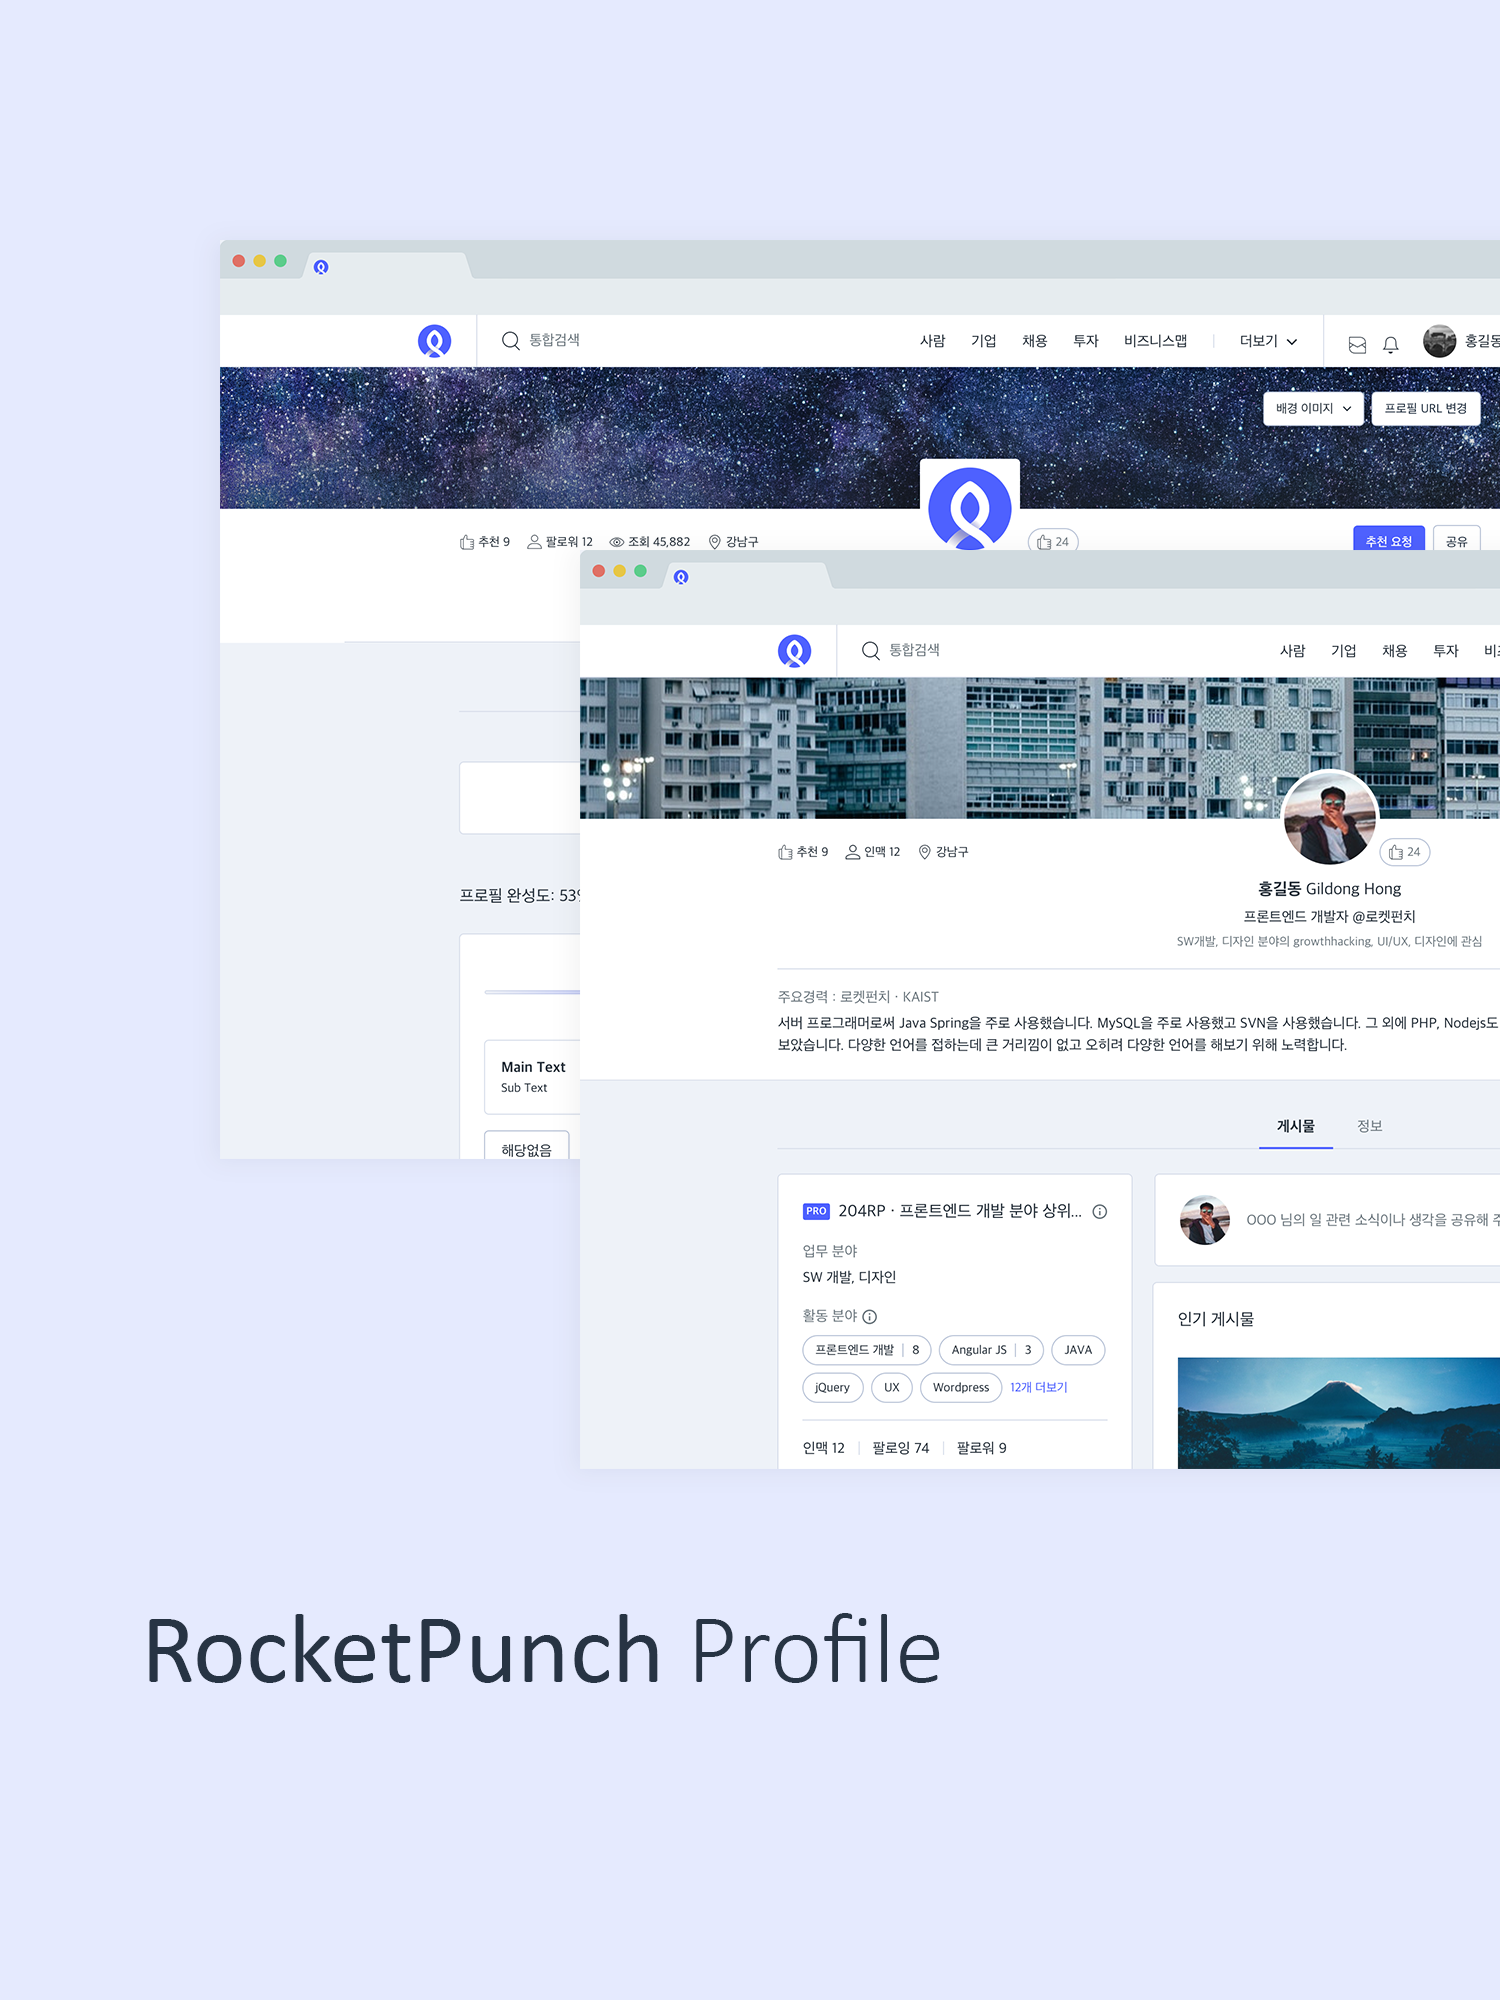 통합검색 사람 기업 채용 투자 비즈니스맵 더보기 홍길동
배경 이미지 프로필 URL 변경
추천 9 팔로워 12 조회 45,882 강남구 24 추천 요청 공유
프로필 완성도: 53%
Main Text
Sub Text
해당없음
통합검색 사람 기업 채용 투자
추천 9 인맥 12 강남구 24
홍길동 Gildong Hong
프론트엔드 개발자 @로켓펀치
SW개발, 디자인 분야의 growthhacking, UI/UX, 디자인에 관심
주요경력 : 로켓펀치 · KAIST
서버 프로그래머로써 Java Spring을 주로 사용했습니다. MySQL을 주로 사용했고 SVN을 사용했습니다. 그 외에 PHP, Nodejs도
보았습니다. 다양한 언어를 접하는데 큰 거리낌이 없고 오히려 다양한 언어를 해보기 위해 노력합니다.
게시물 정보
PRO 204RP · 프론트엔드 개발 분야 상위...
업무 분야
SW 개발, 디자인
활동 분야
프론트엔드 개발 | 8 Angular JS | 3 JAVA
jQuery UX Wordpress 12개 더보기
인맥 12 팔로잉 74 팔로워 9
OOO 님의 일 관련 소식이나 생각을 공유해
인기 게시물
RocketPunch Profile